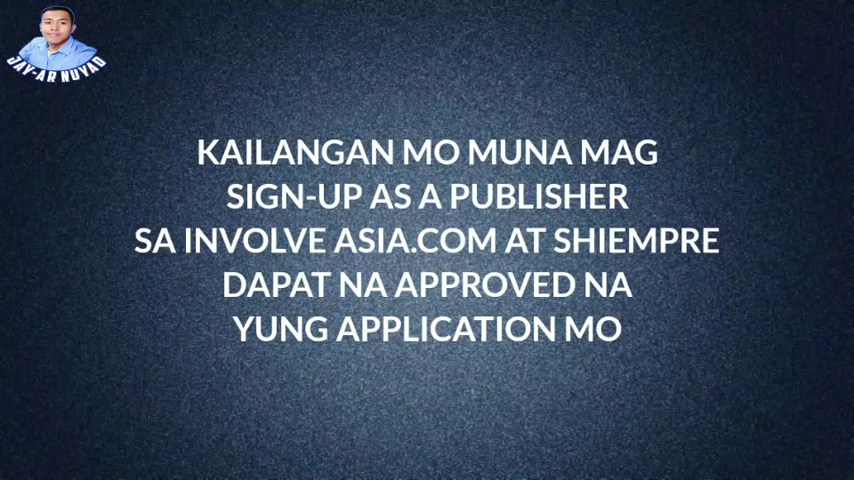 JAY-AR NUYAD
KAILANGAN MO MUNA MAG
SIGN-UP AS A PUBLISHER
SA INVOLVE ASIA.COM AT SHIEMPRE
DAPAT NA APPROVED NA
YUNG APPLICATION MO